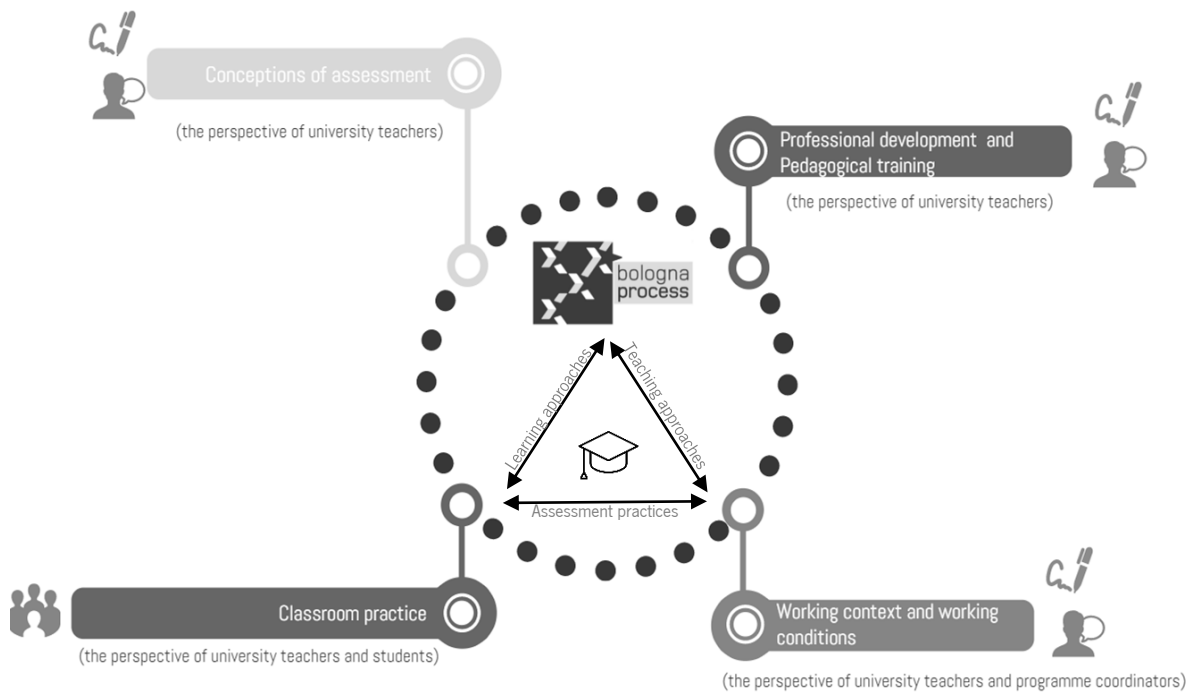 Conceptions of assessment
(the perspective of university teachers)
Professional development and
Pedagogical training
(the perspective of university teachers)
bologna
process
Learning approaches
Teaching approaches
Assessment practices
Classroom practice
(the perspective of university teachers and students)
Working context and working
conditions
(the perspective of university teachers and programme coordinators)